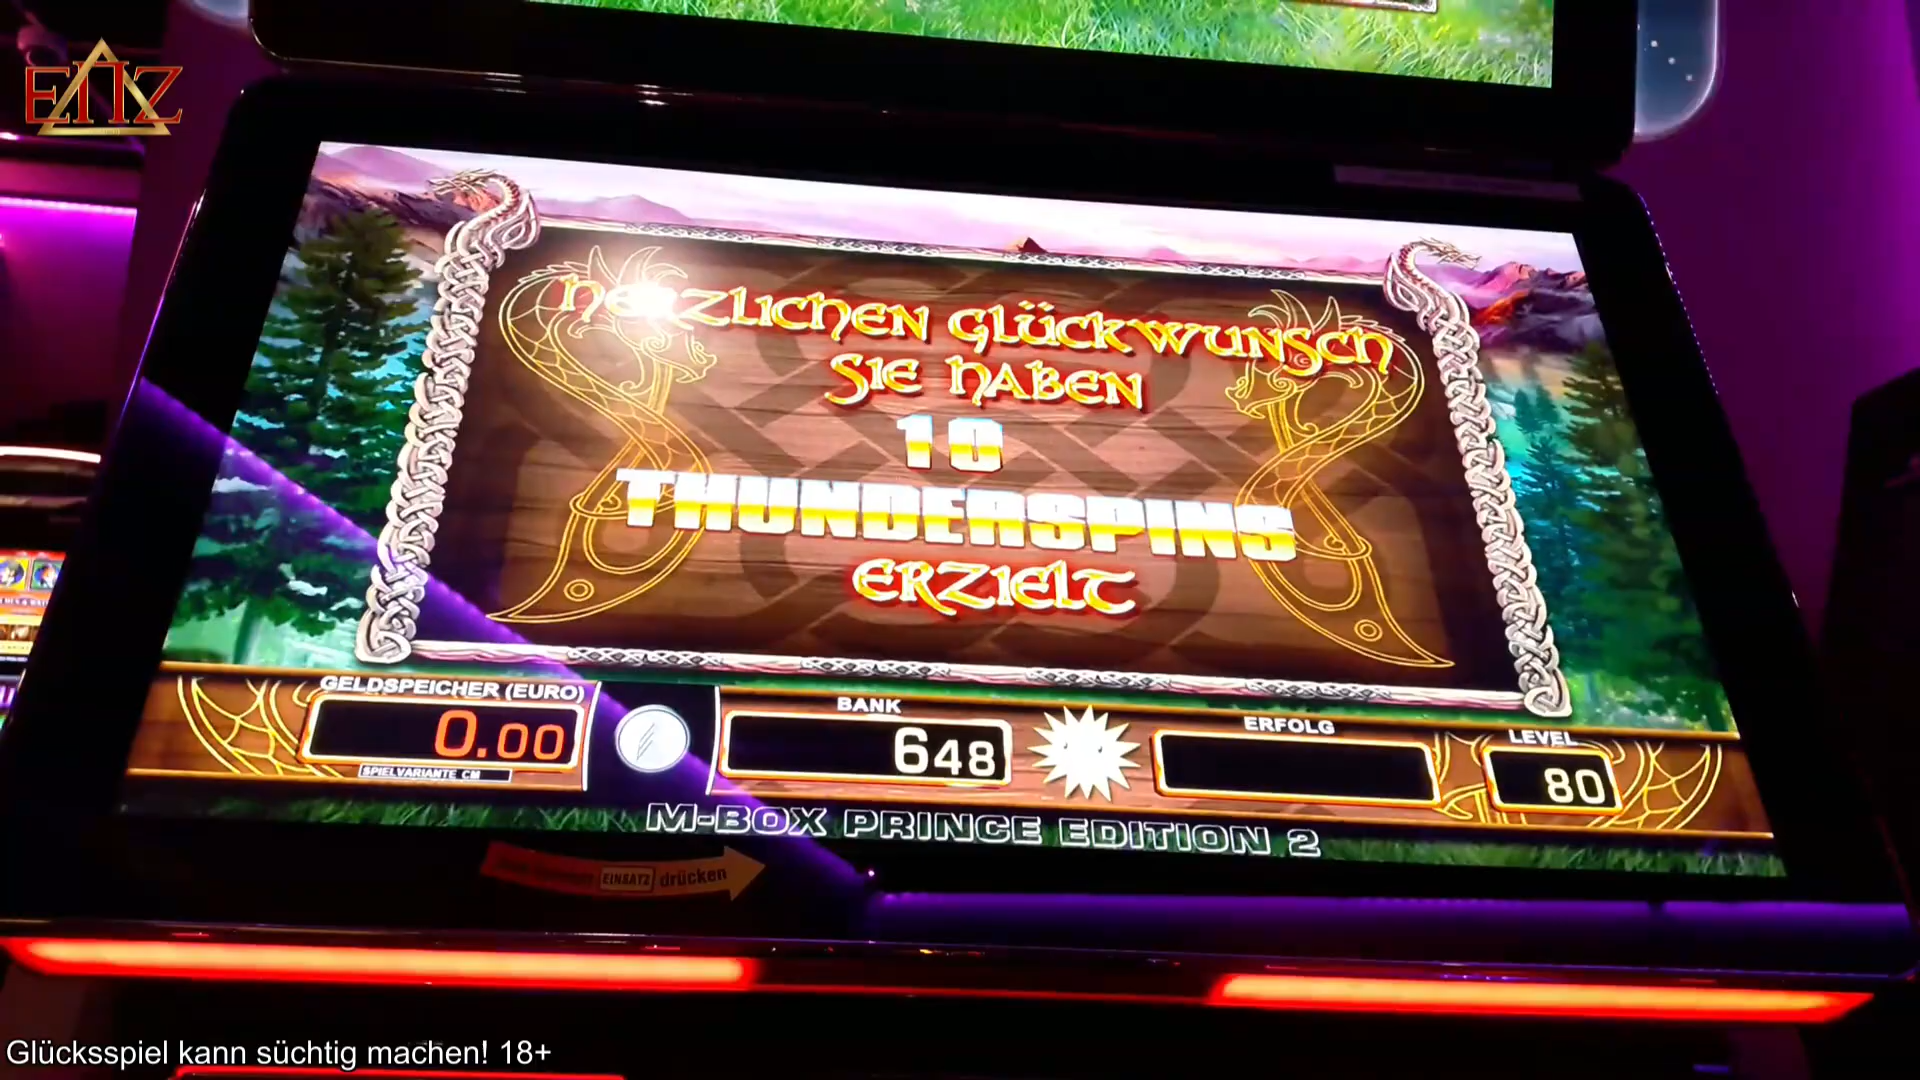 ENZ
HERZLICHEN GLÜCKWUNSCH
SIE HABEN
10
THUNDERSPINS
ERZIELT
GELDSPEICHER (EURO)
0.00
SPIELVARIANTE CM
BANK
648
ERFOLG
LEVEL
80
M-BOX PRINCE EDITION 2
EINSATZ drücken
Glücksspiel kann süchtig machen! 18+